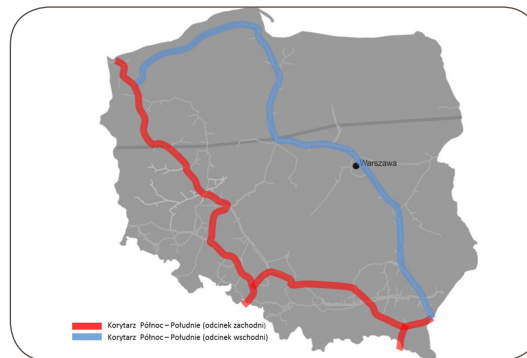 Warszawa
Korytarz Północ – Południe (odcinek zachodni)
Korytarz Północ – Południe (odcinek wschodni)